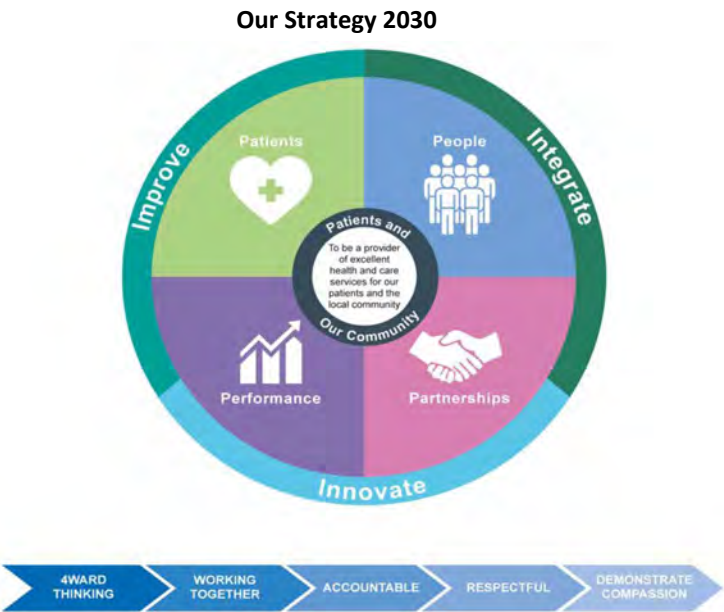 Our Strategy 2030
Improve
Integrate
Innovate
Patients
People
Performance
Partnerships
Patients and
To be a provider
of excellent
health and care
services for our
patients and the
local community
Our Community
4WARD
THINKING
WORKING
TOGETHER
ACCOUNTABLE
RESPECTFUL
DEMONSTRATE
COMPASSION